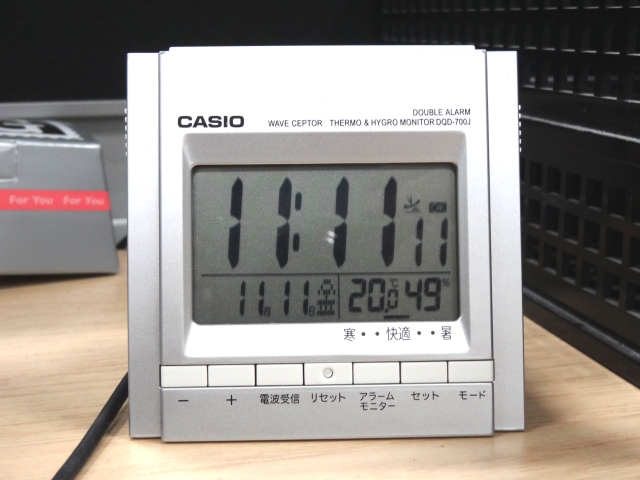 DOUBLE ALARM
CASIO
WAVE CEPTOR THERMO & HYGRO MONITOR DQD-700J
11:11 11
11月11日 金 20.0℃ 49%
寒・・快適・・暑
− + 電波受信 リセット アラーム セット モード
モニター
For You For You